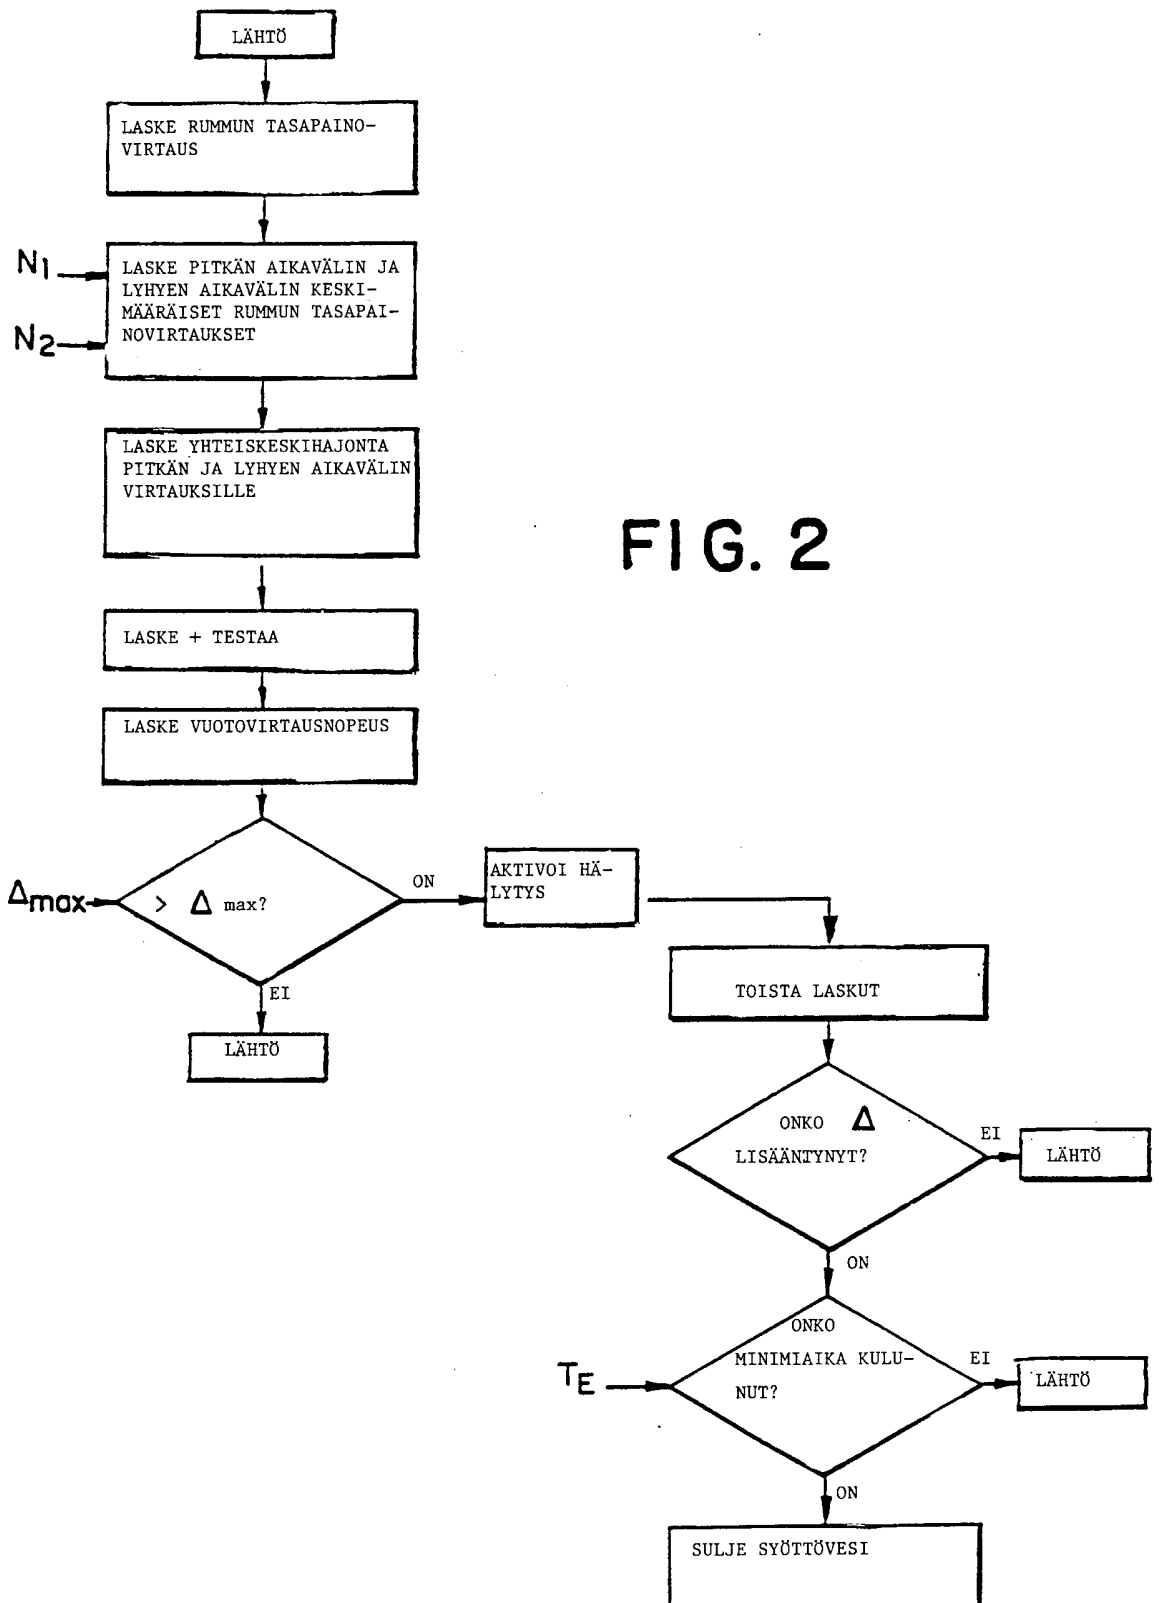 LÄHTÖ
LASKE RUMMUN TASAPAINO-
VIRTAUS
N1
LASKE PITKÄN AIKAVÄLIN JA
LYHYEN AIKAVÄLIN KESKI-
MÄÄRÄISET RUMMUN TASAPAI-
NOVIRTAUKSET
N2
LASKE YHTEISKESKIHAJONTA
PITKÄN JA LYHYEN AIKAVÄLIN
VIRTAUKSILLE
FIG. 2
LASKE + TESTAA
LASKE VUOTOVIRTAUSNOPEUS
Δmax
> Δ max?
ON
AKTIVOI HÄ-
LYTYS
EI
LÄHTÖ
TOISTA LASKUT
ONKO Δ
LISÄÄNTYNYT?
EI
LÄHTÖ
ON
TE
ONKO
MINIMIAIKA KULU-
NUT?
EI
LÄHTÖ
ON
SULJE SYÖTTÖVESI